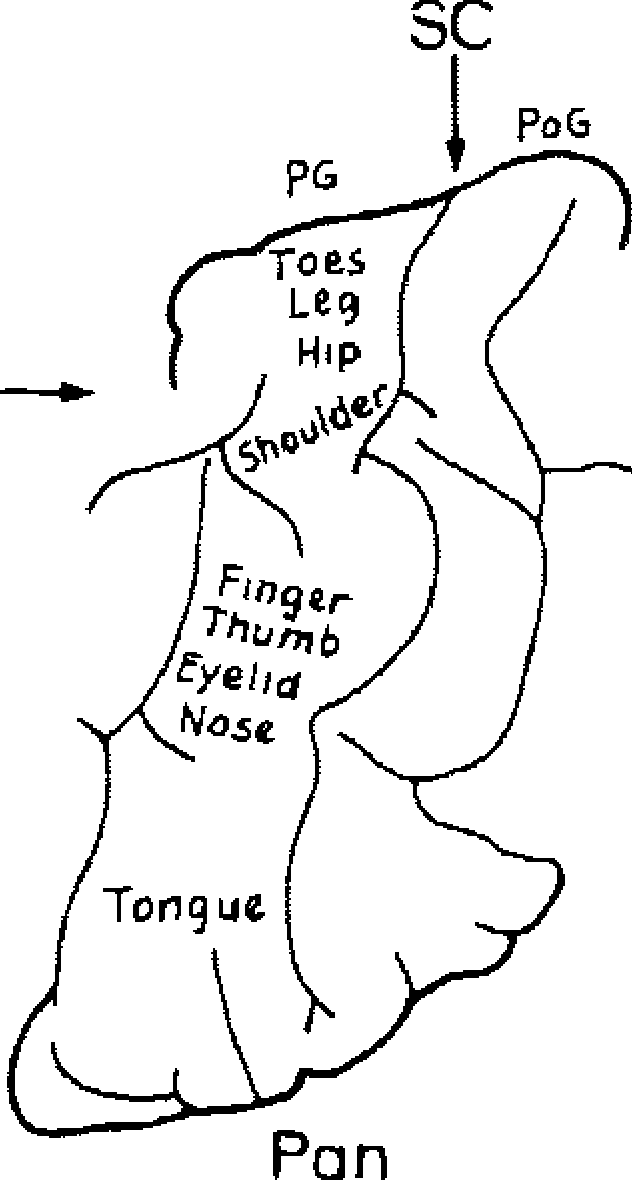 SC
PoG
PG
Toes
Leg
Hip
Shoulder
Finger
Thumb
Eyelid
Nose
Tongue
Pan